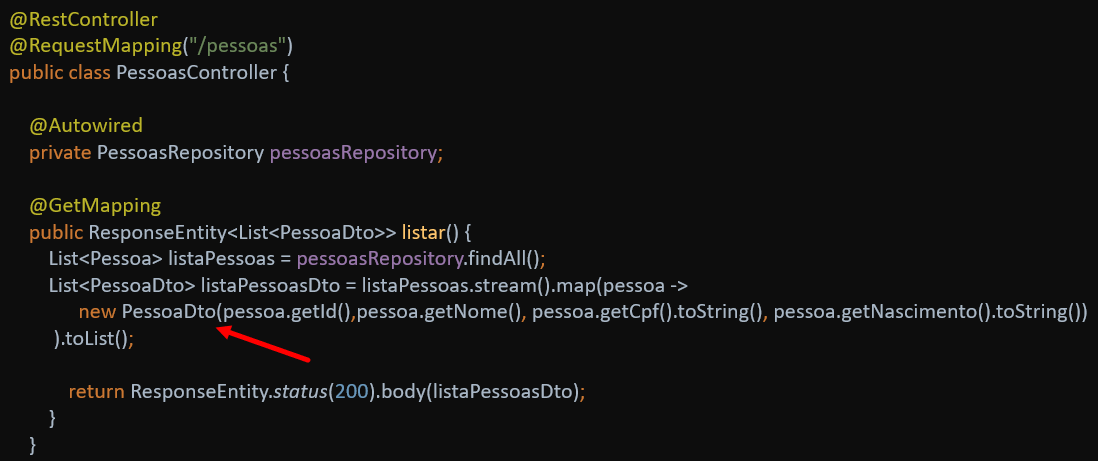 @RestController
@RequestMapping("/pessoas")
public class PessoasController {
@Autowired
private PessoasRepository pessoasRepository;
@GetMapping
public ResponseEntity<List<PessoaDto>> listar() {
List<Pessoa> listaPessoas = pessoasRepository.findAll();
List<PessoaDto> listaPessoasDto = listaPessoas.stream().map(pessoa ->
new PessoaDto(pessoa.getId(),pessoa.getNome(), pessoa.getCpf().toString(), pessoa.getNascimento().toString())
).toList();
return ResponseEntity.status(200).body(listaPessoasDto);
}
}